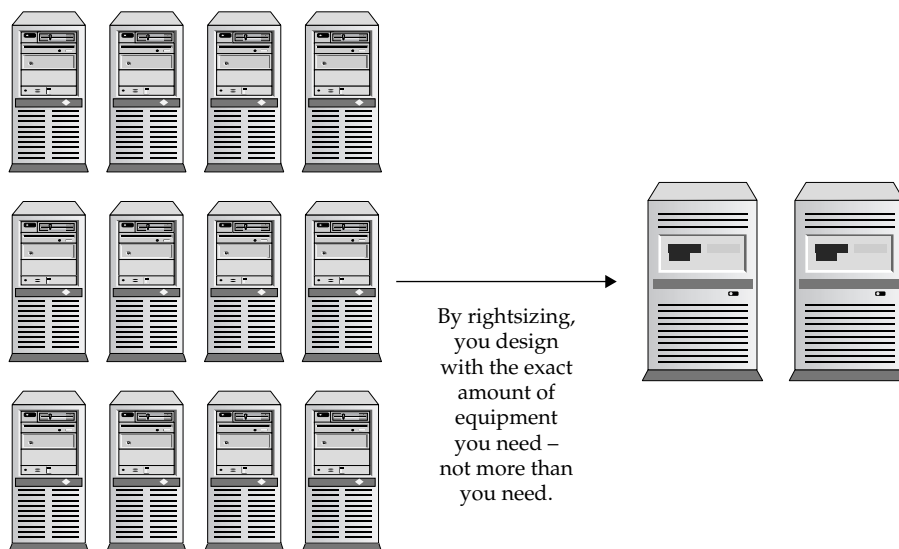 By rightsizing,
you design
with the exact
amount of
equipment
you need –
not more than
you need.